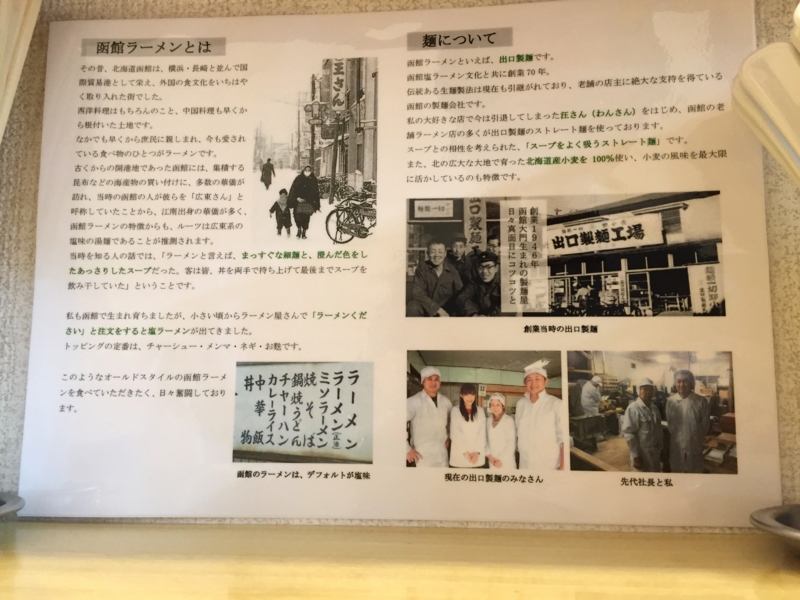 函館ラーメンとは
その昔、北海道函館は、横浜・長崎と並んで国
際貿易港として栄え、外国の食文化をいちはや
く取り入れた街でした。
西洋料理はもちろんのこと、中国料理も早くか
ら根付いた土地です。
なかでも早くから庶民に親しまれ、今も愛され
ている食べ物のひとつがラーメンです。
古くからの開港地であった函館には、集積する
昆布などの海産物の買い付けに、多数の華僑が
訪れ、当時の函館の人が彼らを「広東さん」と
呼称していたことから、江南出身の華僑が多く、
函館ラーメンの特徴からも、ルーツは広東系の
塩味の湯麺であることが推測されます。
当時を知る人の話では、「ラーメンと言えば、まっすぐな細麺と、澄んだ色をし
たあっさりしたスープだった。客は皆、丼を両手で持ち上げて最後までスープを
飲み干していた」ということです。
私も函館で生まれ育ちましたが、小さい頃からラーメン屋さんで「ラーメンくだ
さい」と注文をすると塩ラーメンが出てきました。
トッピングの定番は、チャーシュー・メンマ・ネギ・お麩です。
このようなオールドスタイルの函館ラーメ
ンを食べていただきたく、日々奮闘しており
ます。
王さん
ラーメン
ラーメン
ミソラーメン
焼そば
鍋焼うどん
チャーハン
カレーライス
中華飯
丼物
函館のラーメンは、デフォルトが塩味
麺について
函館ラーメンといえば、出口製麺です。
函館塩ラーメン文化と共に創業70年。
伝統ある生麺製法は現在も引継がれており、老舗の店主に絶大な支持を得ている
函館の製麺会社です。
私の大好きな店で今は引退してしまった汪さん（わんさん）をはじめ、函館の老
舗ラーメン店の多くが出口製麺のストレート麺を使っております。
スープとの相性を考えられた、「スープをよく吸うストレート麺」です。
また、北の広大な大地で育った北海道産小麦を100%使い、小麦の風味を最大限
に活かしているのも特徴です。
出口製麺
創業1946年
函館大門生まれの製麺屋
日々真面目にコツコツと
出口製麺工場
創業当時の出口製麺
現在の出口製麺のみなさん
先代社長と私